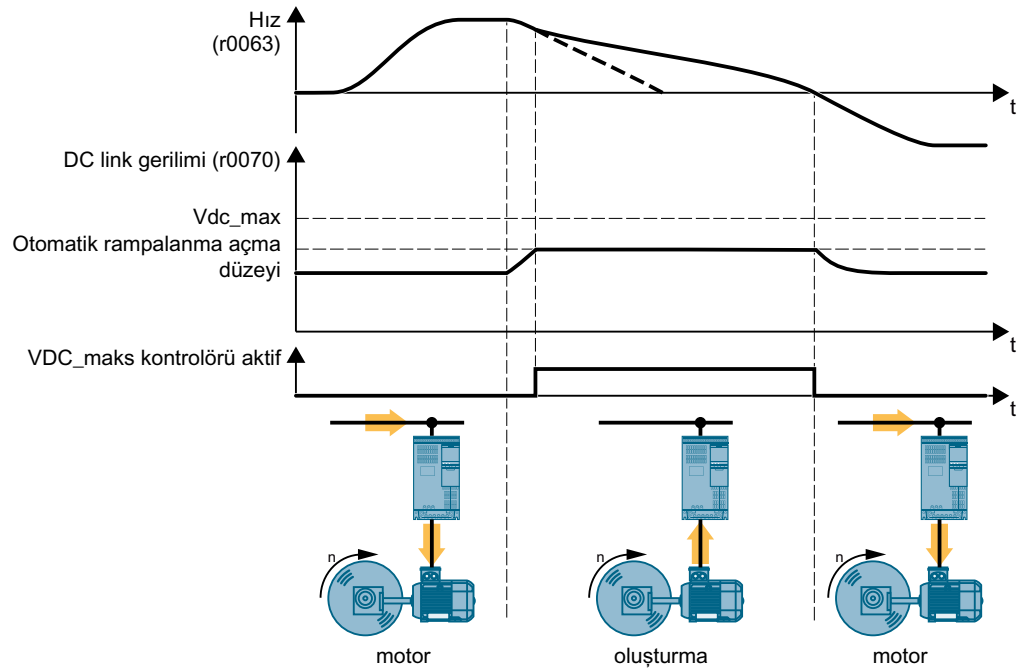 Hız
(r0063)
t
DC link gerilimi (r0070)
Vdc_max
Otomatik rampalanma açma
düzeyi
t
VDC_maks kontrolörü aktif
t
n
n
n
motor
oluşturma
motor